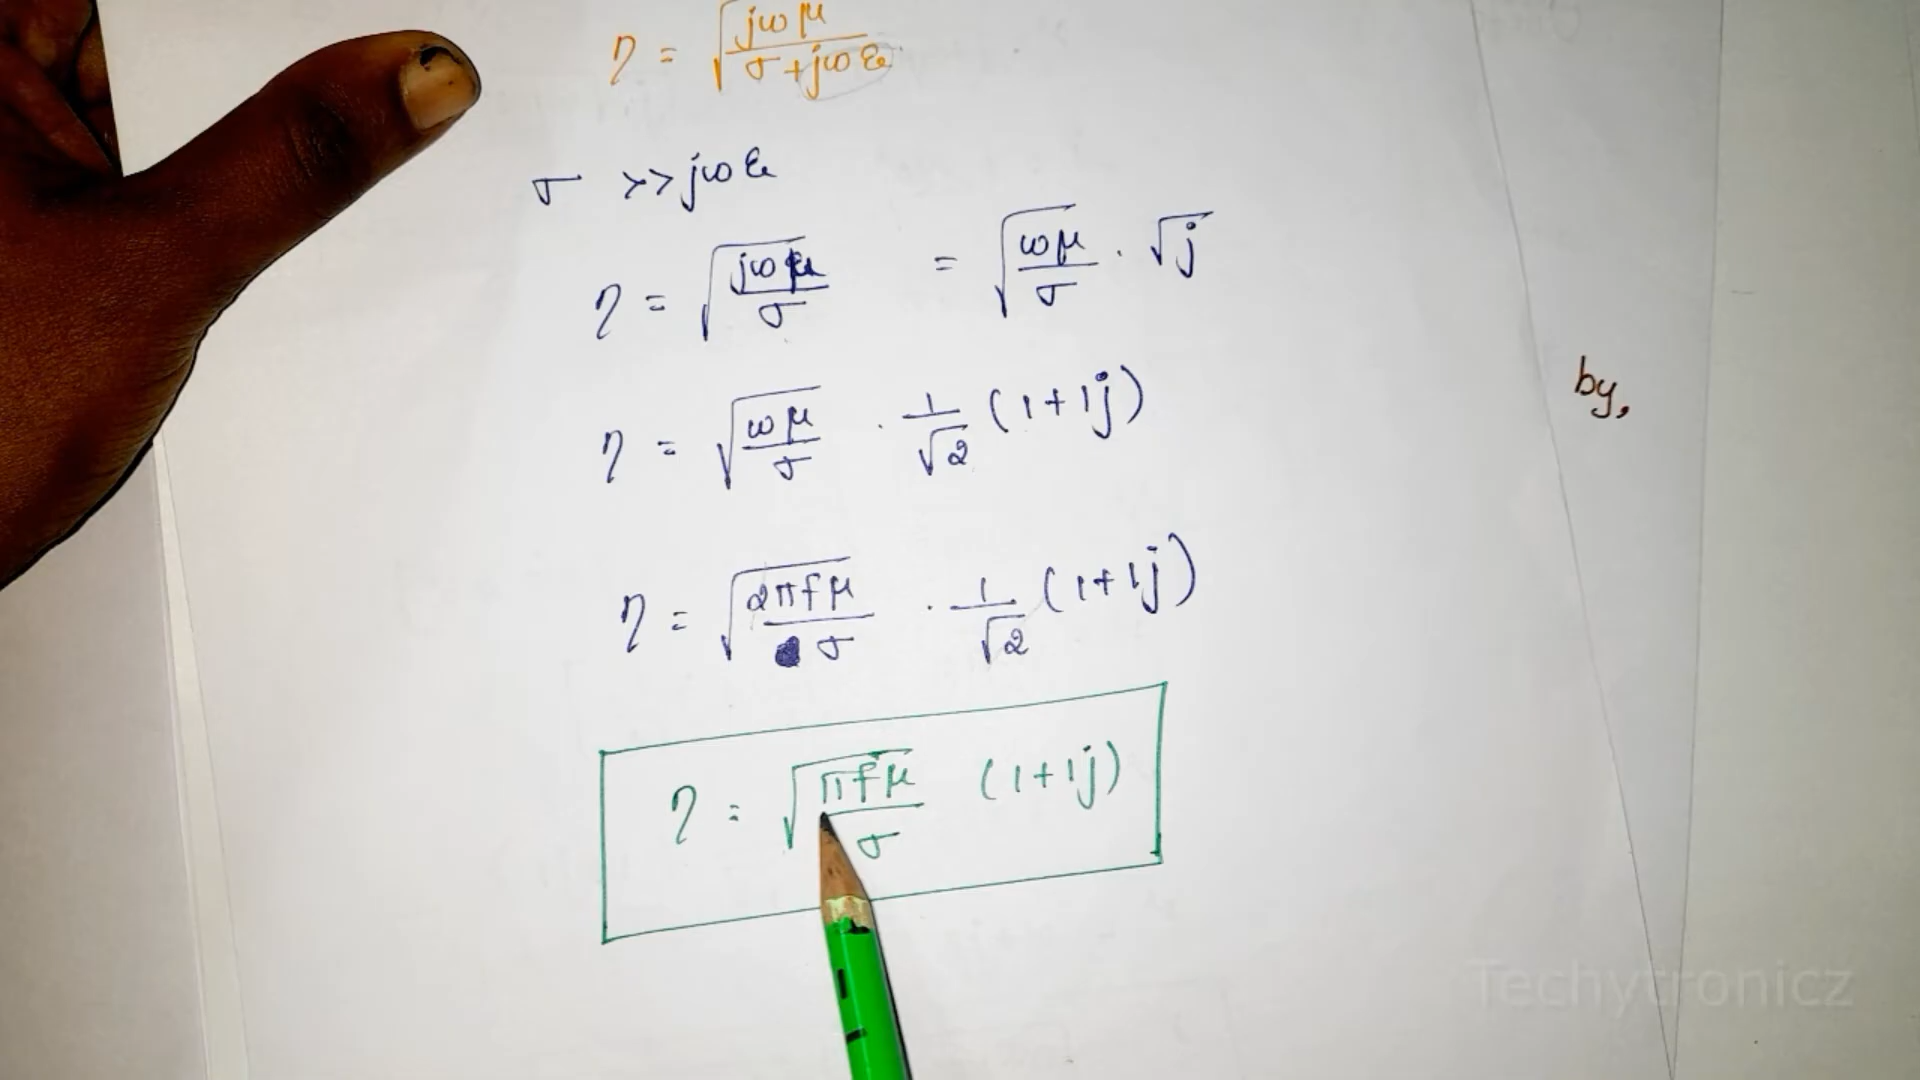 η = √(jωμ / σ + jωε)
σ >> jωε
η = √(jωμ / σ) = √(ωμ / σ) . √j
η = √(ωμ / σ) . 1/√2 (1+1j)
by,
η = √(2πfμ / σ) . 1/√2 (1+1j)
η = √(πfμ / σ) (1+1j)
Techytronicz